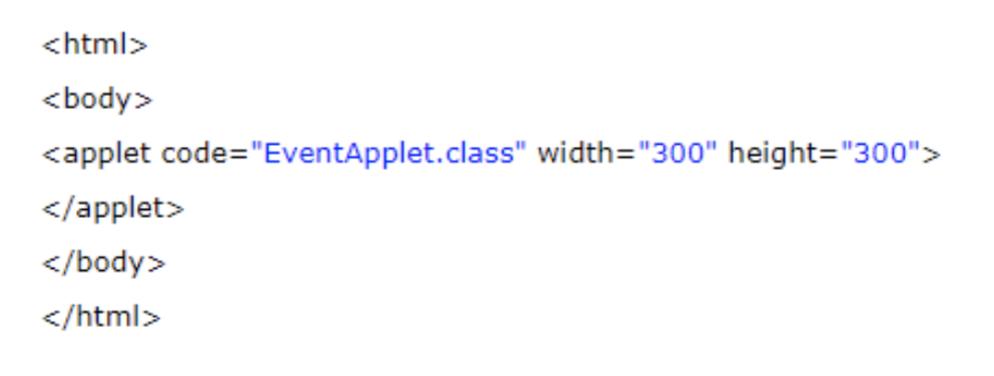 <html>
<body>
<applet code="EventApplet.class" width="300" height="300">
</applet>
</body>
</html>